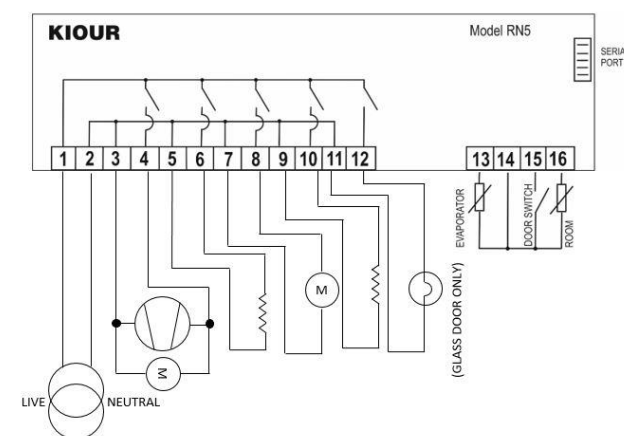 KIOUR
Model RN5
SERIA
PORT
1 2 3 4 5 6 7 8 9 10 11 12
13 14 15 16
EVAPORATOR
DOOR SWITCH
ROOM
M
M
(GLASS DOOR ONLY)
LIVE
NEUTRAL